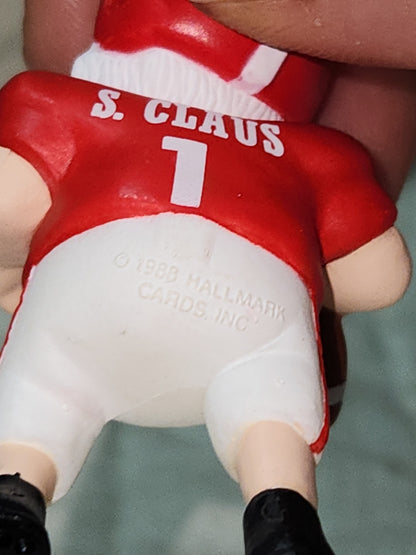 S. CLAUS
1
© 1988 HALLMARK
CARDS, INC